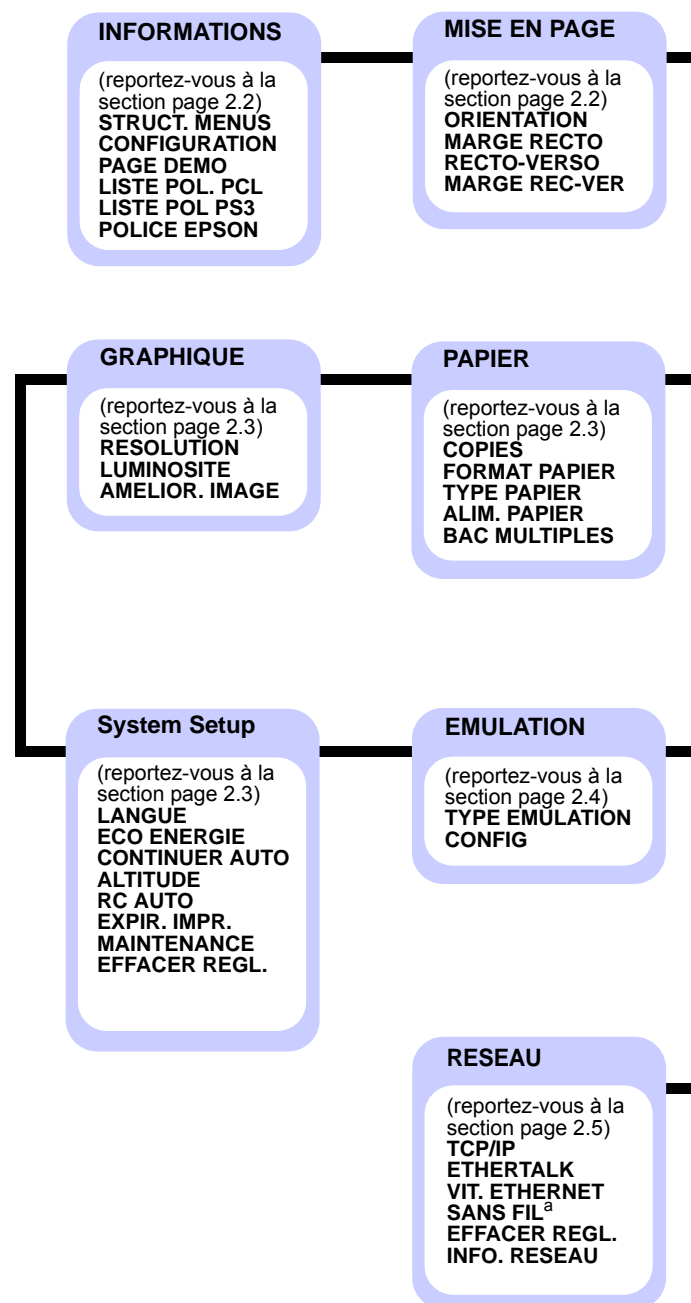 INFORMATIONS
(reportez-vous à la
section page 2.2)
STRUCT. MENUS
CONFIGURATION
PAGE DEMO
LISTE POL. PCL
LISTE POL PS3
POLICE EPSON
MISE EN PAGE
(reportez-vous à la
section page 2.2)
ORIENTATION
MARGE RECTO
RECTO-VERSO
MARGE REC-VER
GRAPHIQUE
(reportez-vous à la
section page 2.3)
RESOLUTION
LUMINOSITE
AMELIOR. IMAGE
PAPIER
(reportez-vous à la
section page 2.3)
COPIES
FORMAT PAPIER
TYPE PAPIER
ALIM. PAPIER
BAC MULTIPLES
System Setup
(reportez-vous à la
section page 2.3)
LANGUE
ECO ENERGIE
CONTINUER AUTO
ALTITUDE
RC AUTO
EXPIR. IMPR.
MAINTENANCE
EFFACER REGL.
EMULATION
(reportez-vous à la
section page 2.4)
TYPE EMULATION
CONFIG
RESEAU
(reportez-vous à la
section page 2.5)
TCP/IP
ETHERTALK
VIT. ETHERNET
SANS FILa
EFFACER REGL.
INFO. RESEAU